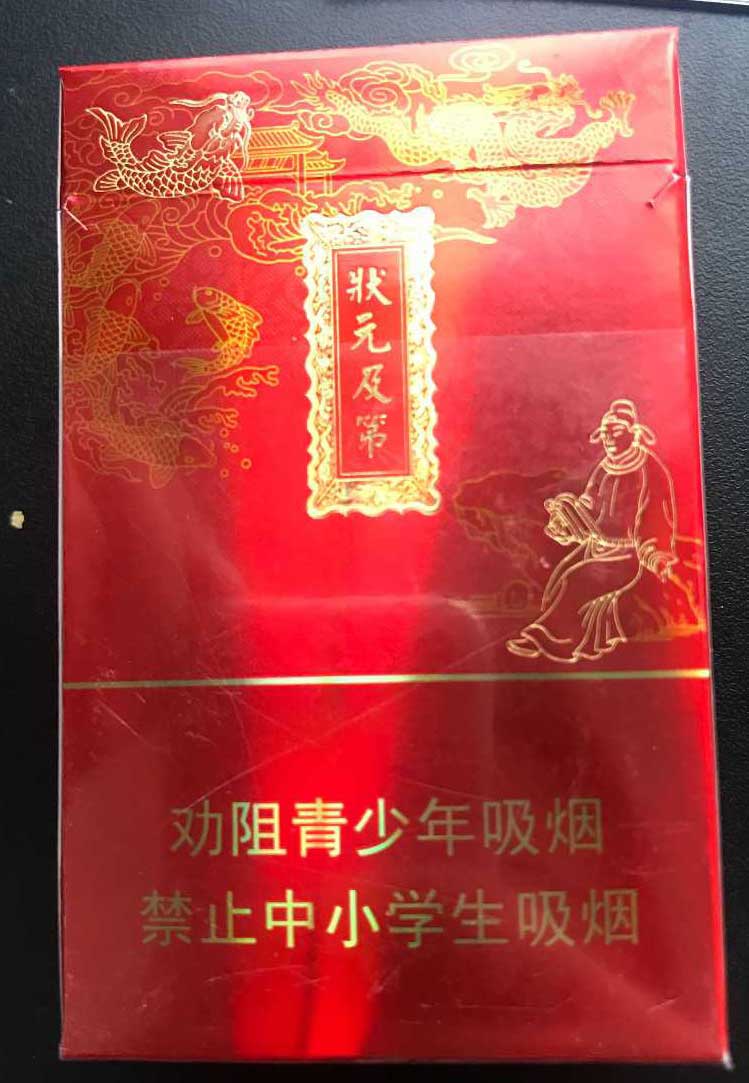 狀元及第
劝阻青少年吸烟
禁止中小学生吸烟